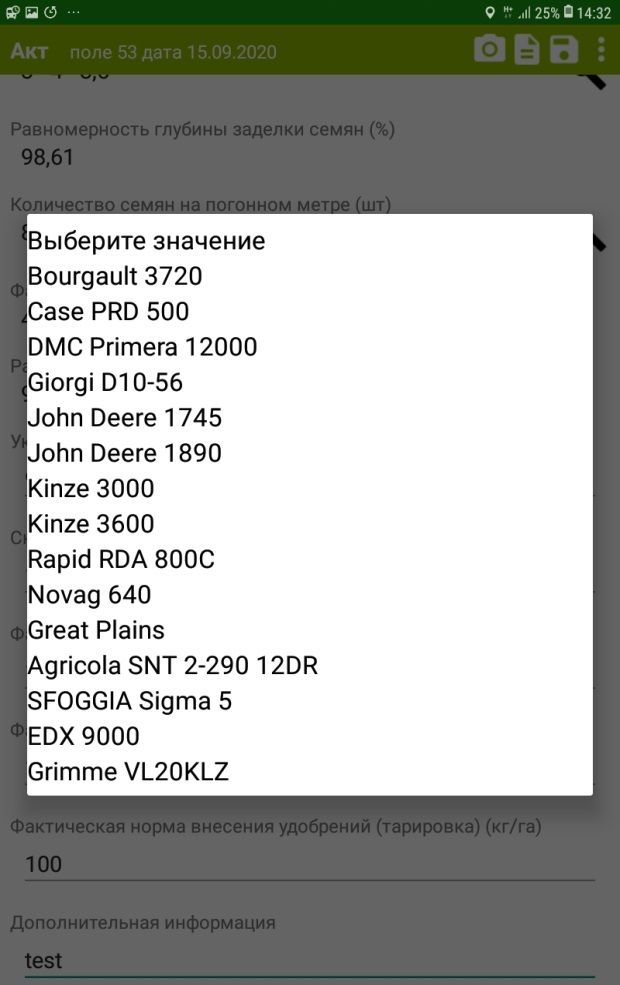 25% 14:32
Акт поле 53 дата 15.09.2020
Равномерность глубины заделки семян (%)
98,61
Количество семян на погонном метре (шт)
Выберите значение
Bourgault 3720
Case PRD 500
DMC Primera 12000
Giorgi D10-56
John Deere 1745
John Deere 1890
Kinze 3000
Kinze 3600
Rapid RDA 800C
Novag 640
Great Plains
Agricola SNT 2-290 12DR
SFOGGIA Sigma 5
EDX 9000
Grimme VL20KLZ
Фактическая норма внесения удобрений (тарировка) (кг/га)
100
Дополнительная информация
test